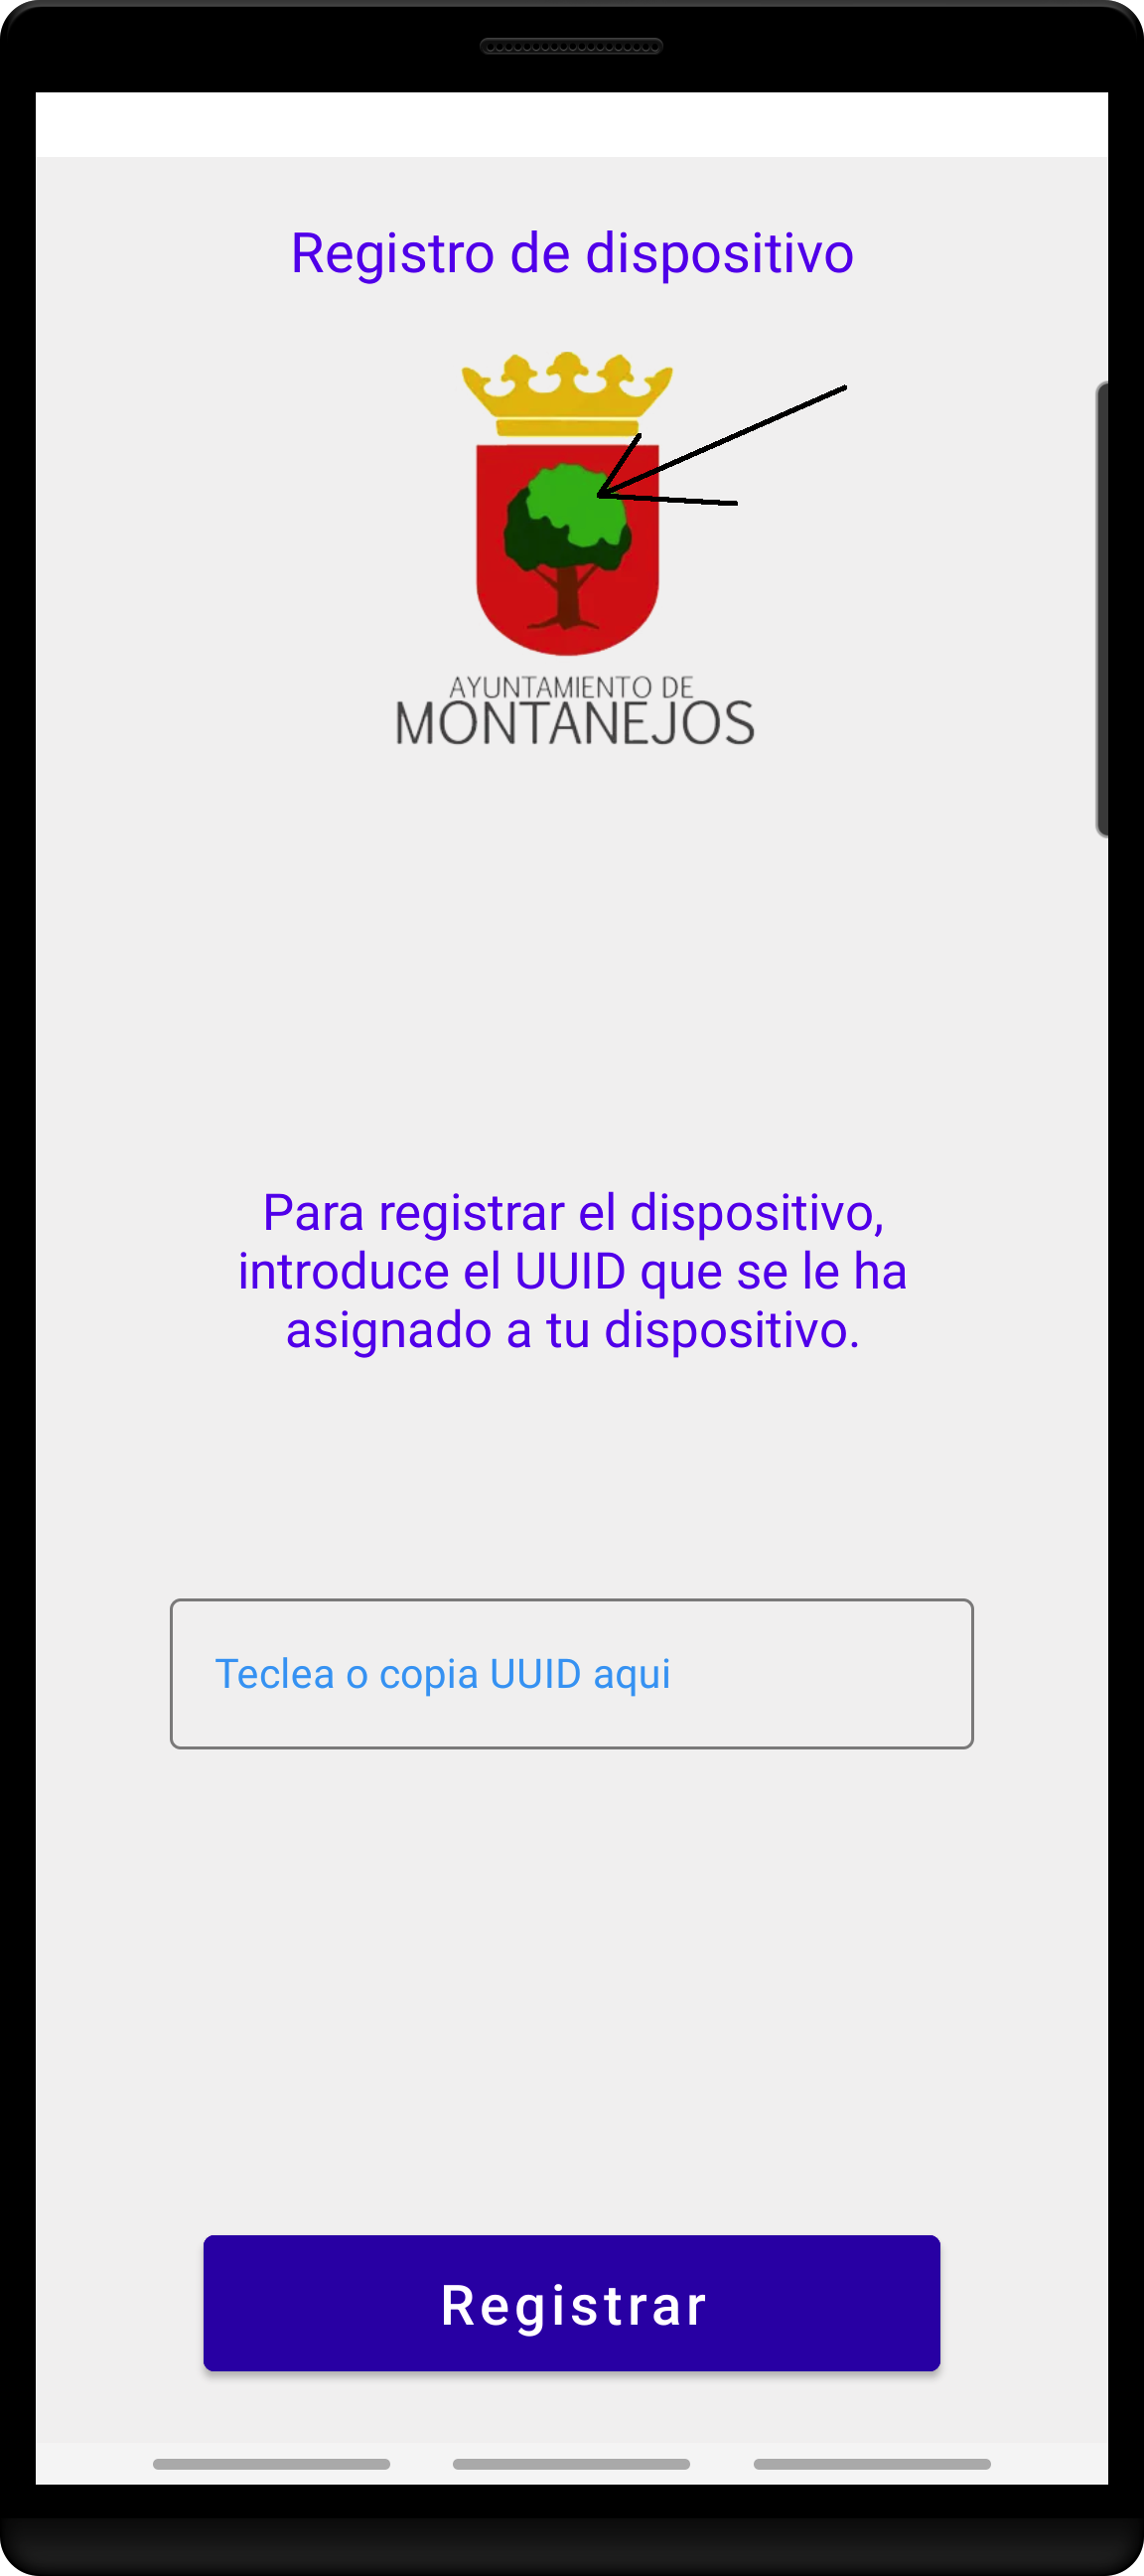 Registro de dispositivo
AYUNTAMIENTO DE
MONTANEJOS
Para registrar el dispositivo,
introduce el UUID que se le ha
asignado a tu dispositivo.
Teclea o copia UUID aqui
Registrar